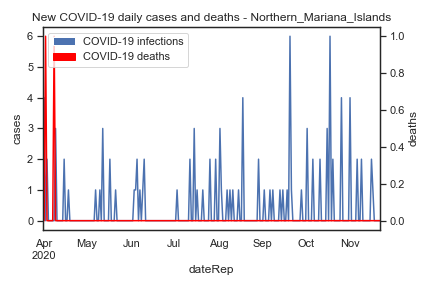 New COVID-19 daily cases and deaths - Northern_Mariana_Islands
COVID-19 infections
COVID-19 deaths
6
5
4
3
2
1
0
cases
1.0
0.8
0.6
0.4
0.2
0.0
deaths
Apr May Jun Jul Aug Sep Oct Nov
2020
dateRep